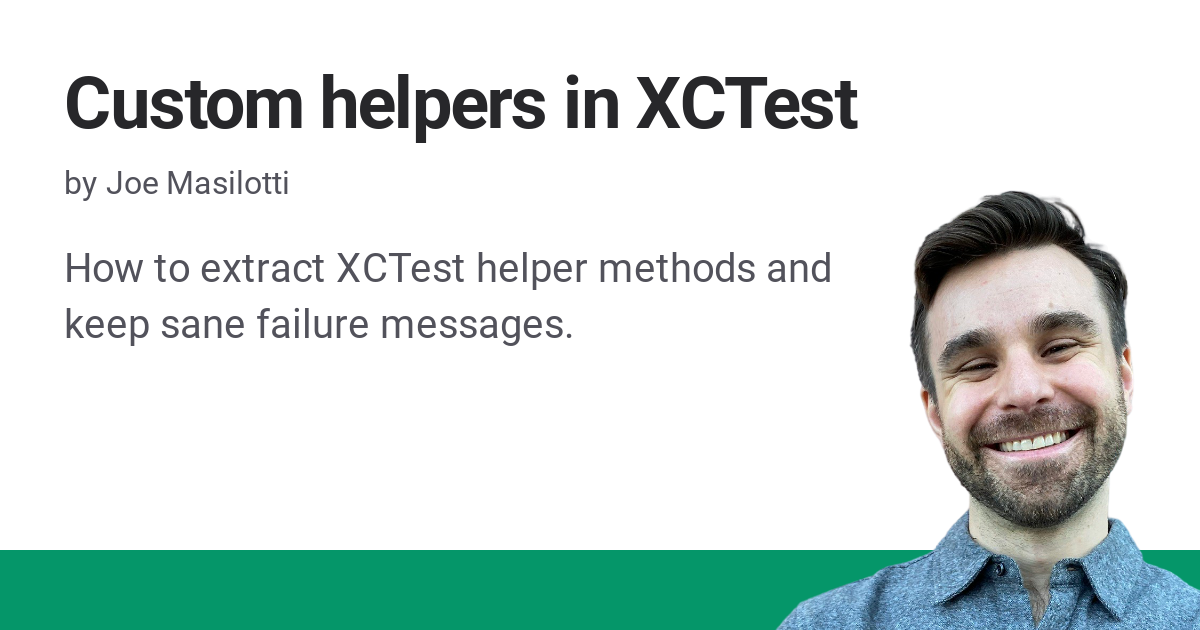 Custom helpers in XCTest
by Joe Masilotti
How to extract XCTest helper methods and
keep sane failure messages.